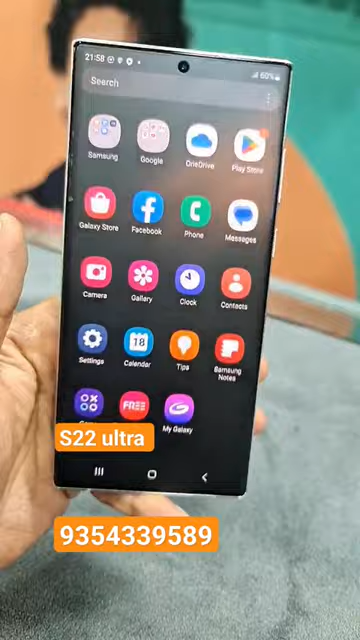 21:58
60%
Search
Samsung
Google
OneDrive
Play Store
Galaxy Store
Facebook
Phone
Messages
Camera
Gallery
Clock
Contacts
Settings
18
Calendar
Tips
Samsung
Notes
FREE
My Galaxy
S22 ultra
9354339589